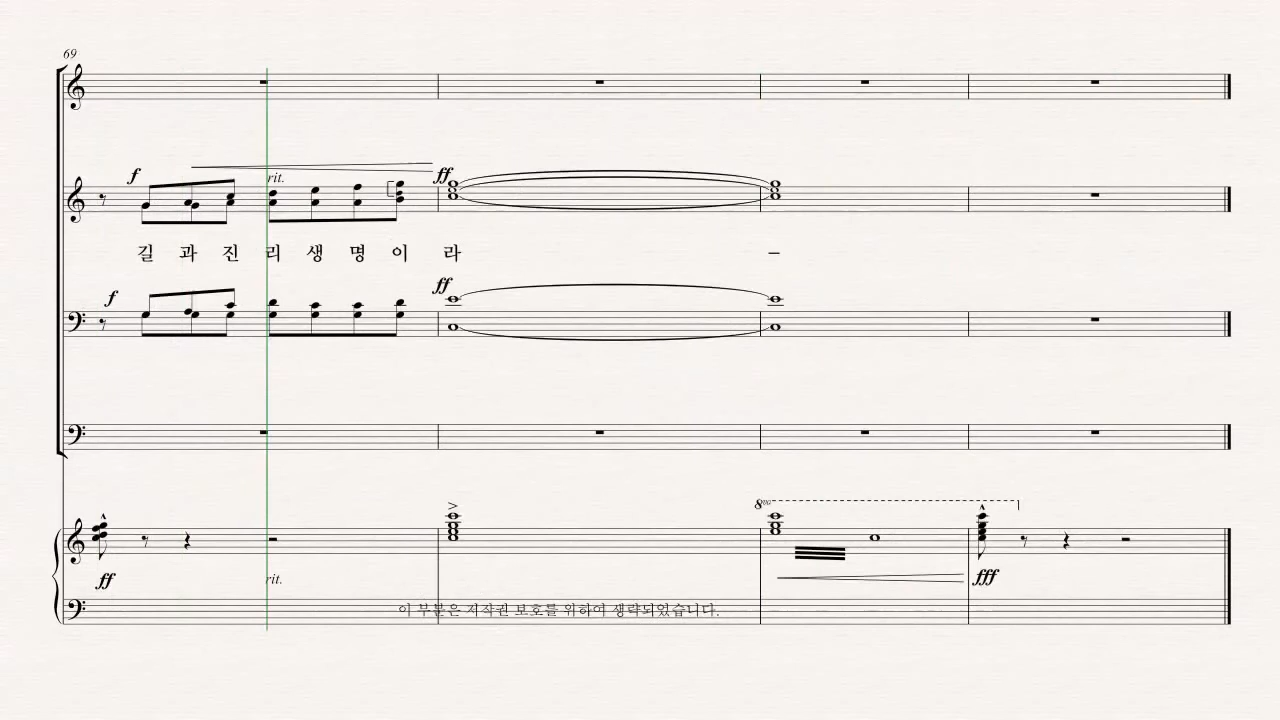 69
f
rit.
ff
길 과 진 리 생 명 이 라 –
f
ff
8va
ff
rit.
fff
이 부분은 저작권 보호를 위하여 생략되었습니다.